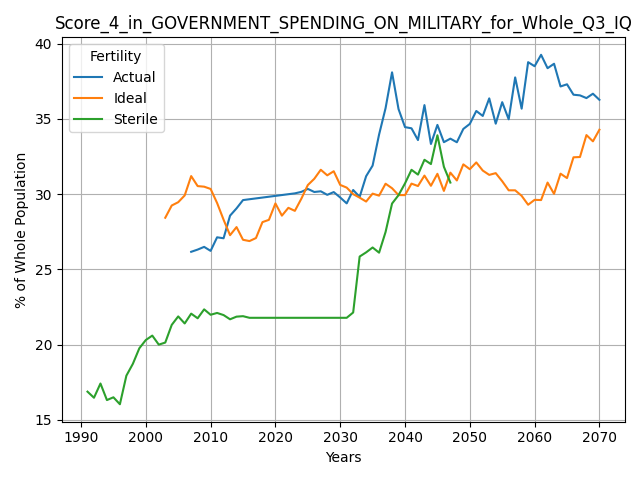 Score_4_in_GOVERNMENT_SPENDING_ON_MILITARY_for_Whole_Q3_IQ
Fertility
Actual
Ideal
Sterile
% of Whole Population
40
35
30
25
20
15
1990 2000 2010 2020 2030 2040 2050 2060 2070
Years